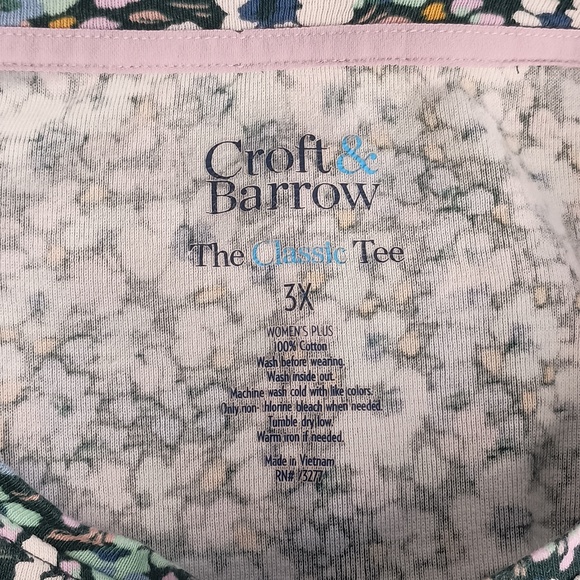 Croft &
Barrow
The Classic Tee
3X
WOMEN'S PLUS
100% Cotton
Wash before wearing.
Wash inside out.
Machine wash cold with like colors.
Only non-chlorine bleach when needed.
Tumble dry low.
Warm iron if needed.
Made in Vietnam
RN# 73277